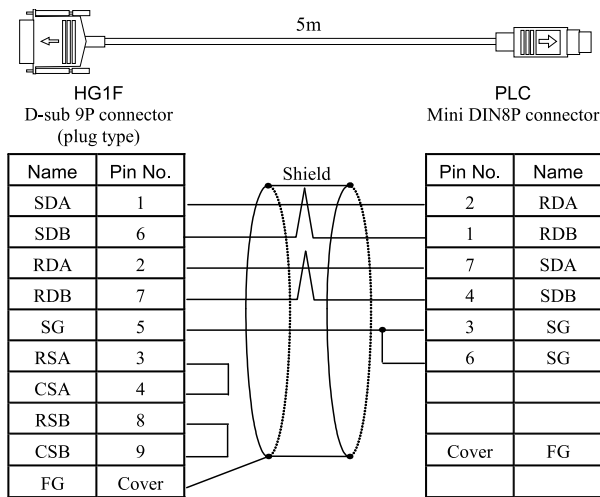 5m
HG1F
D-sub 9P connector
(plug type)
PLC
Mini DIN8P connector
Name Pin No. Shield Pin No. Name
SDA 1 2 RDA
SDB 6 1 RDB
RDA 2 7 SDA
RDB 7 4 SDB
SG 5 3 SG
RSA 3 6 SG
CSA 4
RSB 8
CSB 9 Cover FG
FG Cover